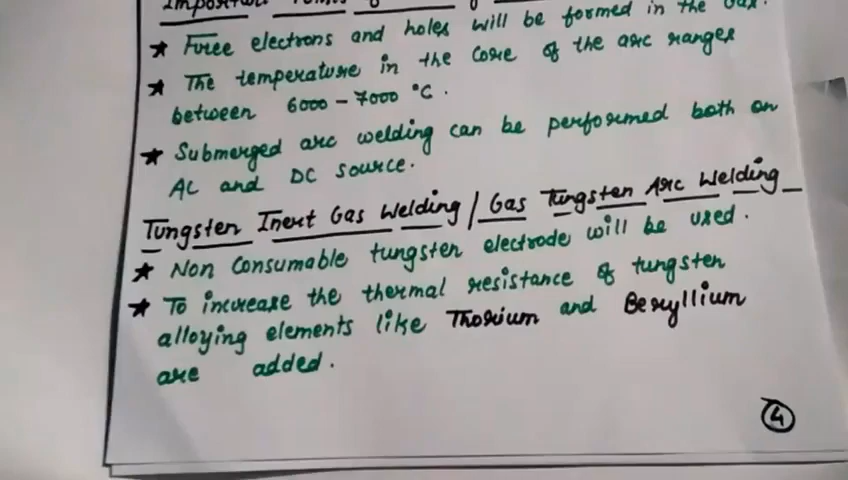 Important
★ Free electrons and holes will be formed in the
★ The temperature in the core of the arc ranges
between 6000 - 7000 °C.
★ Submerged arc welding can be performed both on
AC and DC source.
Tungsten Inert Gas Welding / Gas Tungsten Arc Welding
★ Non Consumable tungsten electrode will be used.
★ To increase the thermal resistance of tungsten
alloying elements like Thorium and Beryllium
are added.
4